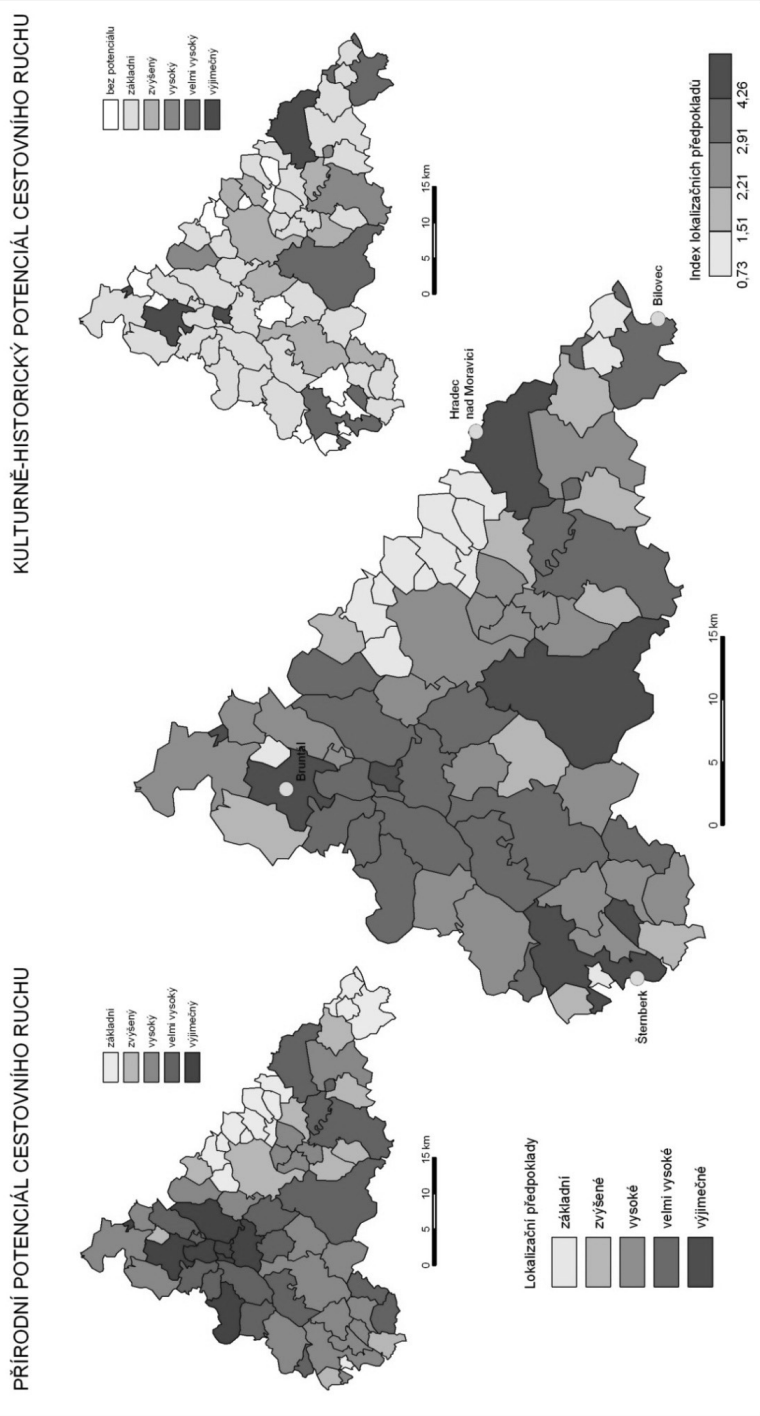 PŘÍRODNÍ POTENCIÁL CESTOVNÍHO RUCHU
základní
zvýšený
vysoký
velmi vysoký
výjimečný
0 5 10 15 km
KULTURNĚ-HISTORICKÝ POTENCIÁL CESTOVNÍHO RUCHU
bez potenciálu
základní
zvýšený
vysoký
velmi vysoký
výjimečný
0 5 10 15 km
Bruntál
Hradec
nad Moravicí
Bílovec
Šternberk
0 5 10 15 km
Lokalizační předpoklady
základní
zvýšené
vysoké
velmi vysoké
výjimečné
Index lokalizačních předpokladů
0,73 1,51 2,21 2,91 4,26